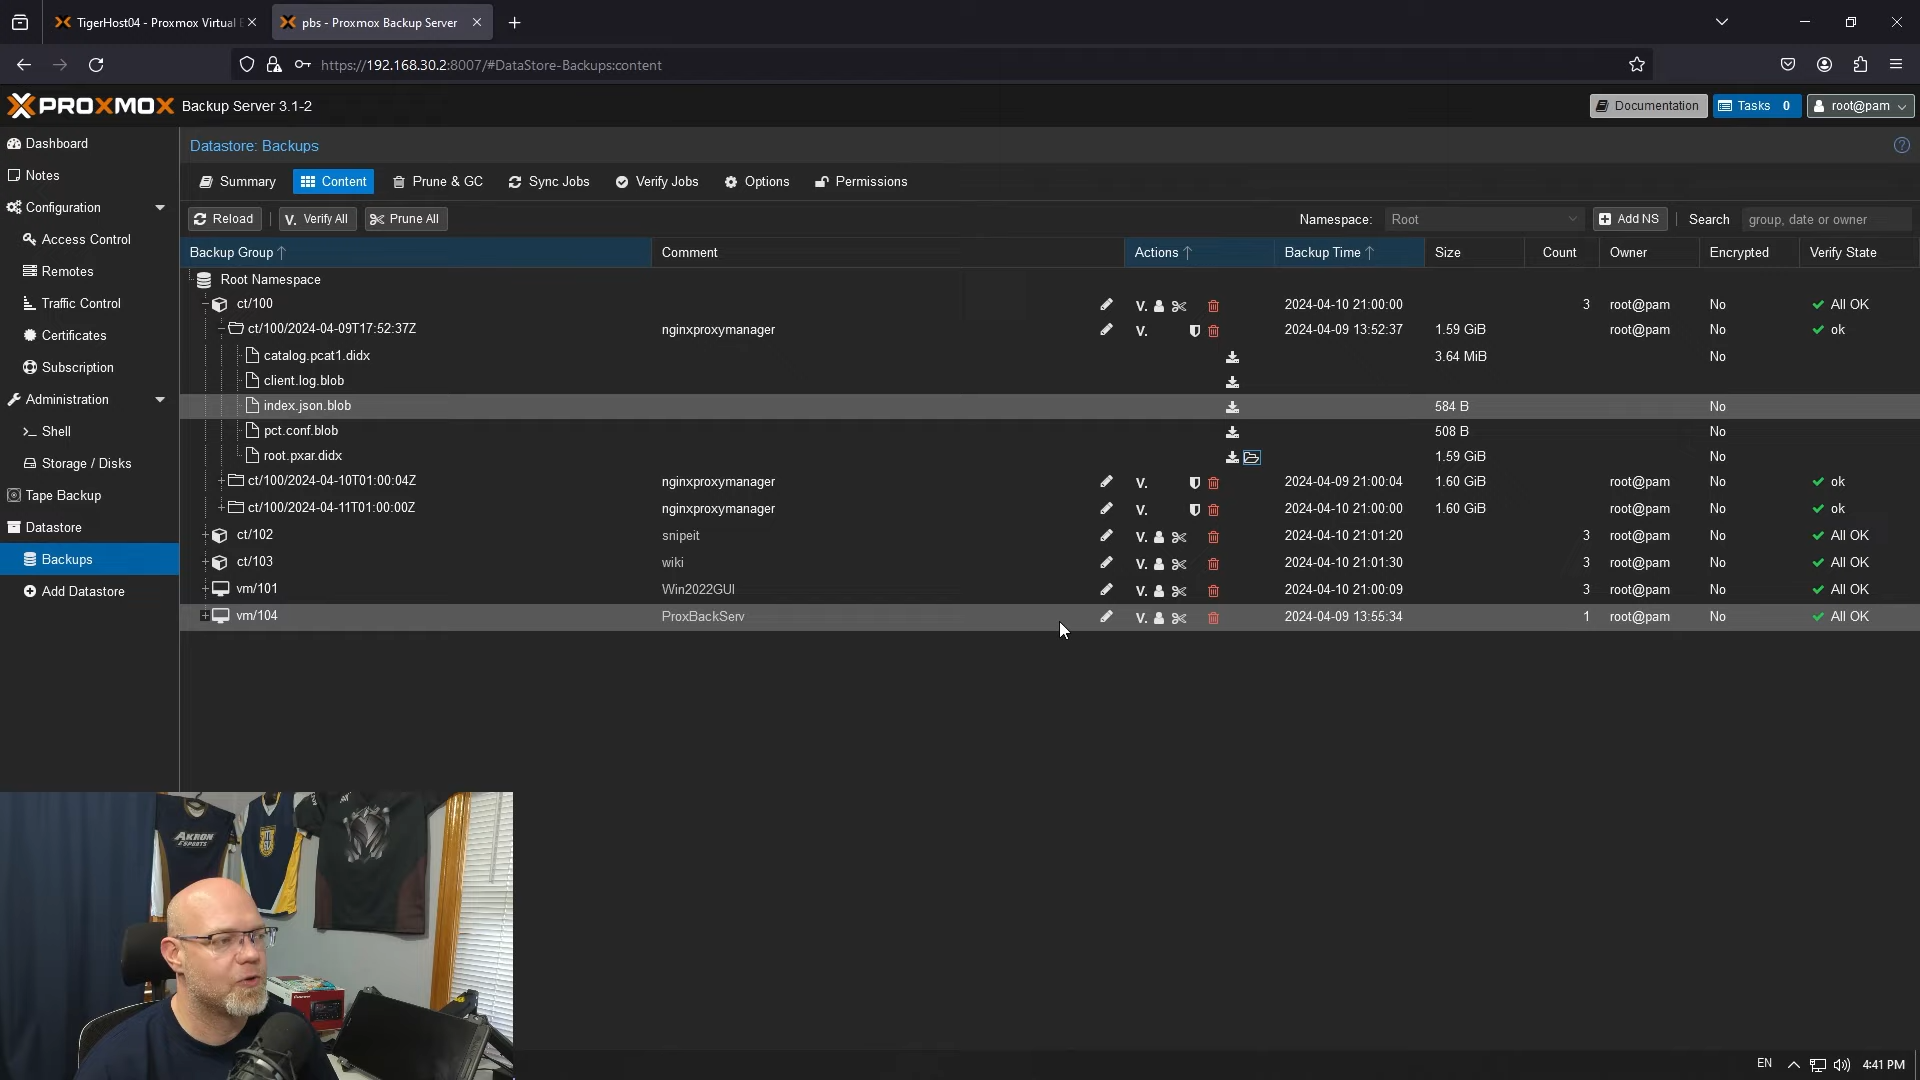 TigerHost04 - Proxmox Virtual E
pbs - Proxmox Backup Server
https://192.168.30.2:8007/#DataStore-Backups:content
PROXMOX Backup Server 3.1-2
Documentation
Tasks 0
root@pam
Dashboard
Notes
Configuration
Access Control
Remotes
Traffic Control
Certificates
Subscription
Administration
Shell
Storage / Disks
Tape Backup
Datastore
Backups
Add Datastore
Datastore: Backups
Summary Content Prune & GC Sync Jobs Verify Jobs Options Permissions
Reload V. Verify All Prune All Namespace: Root Add NS Search group, date or owner
Backup Group Comment Actions Backup Time Size Count Owner Encrypted Verify State
Root Namespace
ct/100 V. 2024-04-10 21:00:00 3 root@pam No All OK
ct/100/2024-04-09T17:52:37Z nginxproxymanager V. 2024-04-09 13:52:37 1.59 GiB root@pam No ok
catalog.pcat1.didx 3.64 MiB No
client.log.blob
index.json.blob 584 B No
pct.conf.blob 508 B No
root.pxar.didx 1.59 GiB No
ct/100/2024-04-10T01:00:04Z nginxproxymanager V. 2024-04-09 21:00:04 1.60 GiB root@pam No ok
ct/100/2024-04-11T01:00:00Z nginxproxymanager V. 2024-04-10 21:00:00 1.60 GiB root@pam No ok
ct/102 snipeit V. 2024-04-10 21:01:20 3 root@pam No All OK
ct/103 wiki V. 2024-04-10 21:01:30 3 root@pam No All OK
vm/101 Win2022GUI V. 2024-04-10 21:00:09 3 root@pam No All OK
vm/104 ProxBackServ V. 2024-04-09 13:55:34 1 root@pam No All OK
AKRON
ESPORTS
EN 4:41 PM